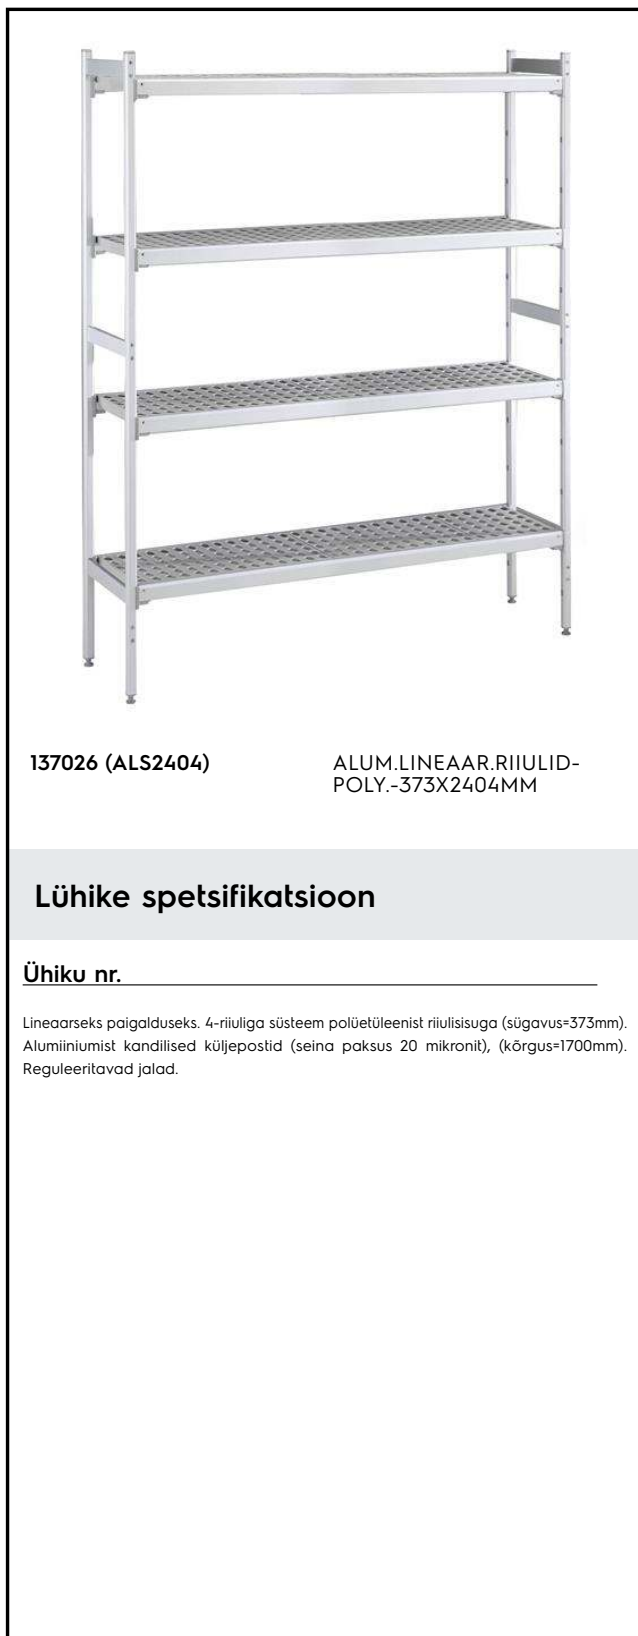 137026 (ALS2404)
ALUM.LINEAAR.RIIULID-
POLY.-373X2404MM
Lühike spetsifikatsioon
Ühiku nr.
Lineaarseks paigalduseks. 4-riiuliga süsteem polüetüleenist riiulisisuga (sügavus=373mm).
Alumiiniumist kandilised küljepostid (seina paksus 20 mikronit), (kõrgus=1700mm).
Reguleeritavad jalad.